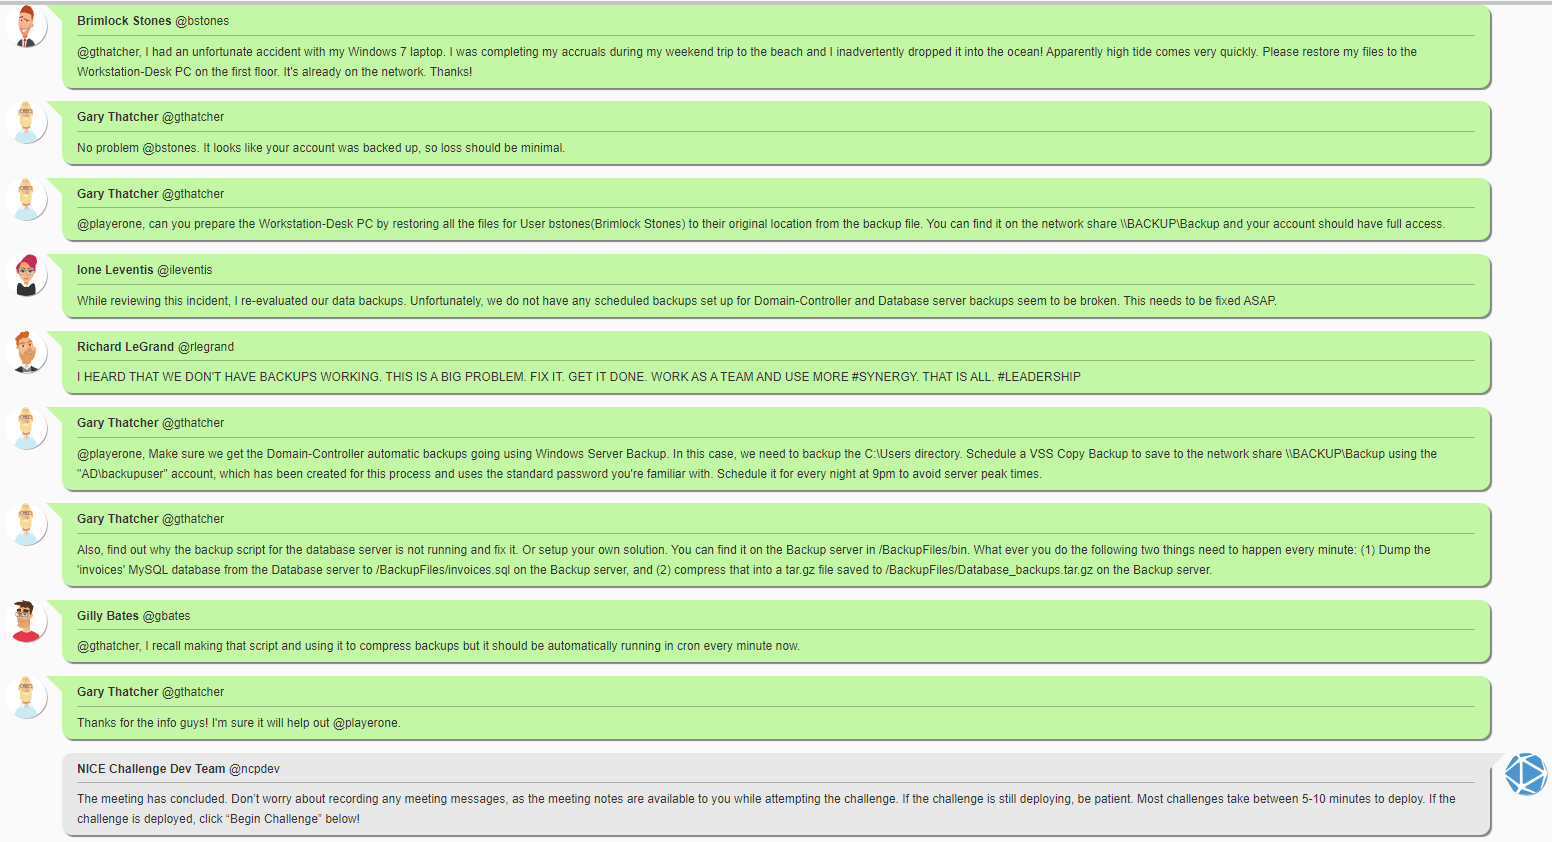 Brimlock Stones @bstones
@gthatcher, I had an unfortunate accident with my Windows 7 laptop. I was completing my accruals during my weekend trip to the beach and I inadvertently dropped it into the ocean! Apparently high tide comes very quickly. Please restore my files to the
Workstation-Desk PC on the first floor. It's already on the network. Thanks!
Gary Thatcher @gthatcher
No problem @bstones. It looks like your account was backed up, so loss should be minimal.
Gary Thatcher @gthatcher
@playerone, can you prepare the Workstation-Desk PC by restoring all the files for User bstones(Brimlock Stones) to their original location from the backup file. You can find it on the network share \\BACKUP\Backup and your account should have full access.
Ione Leventis @ileventis
While reviewing this incident, I re-evaluated our data backups. Unfortunately, we do not have any scheduled backups set up for Domain-Controller and Database server backups seem to be broken. This needs to be fixed ASAP.
Richard LeGrand @rlegrand
I HEARD THAT WE DON'T HAVE BACKUPS WORKING. THIS IS A BIG PROBLEM. FIX IT. GET IT DONE. WORK AS A TEAM AND USE MORE #SYNERGY. THAT IS ALL. #LEADERSHIP
Gary Thatcher @gthatcher
@playerone, Make sure we get the Domain-Controller automatic backups going using Windows Server Backup. In this case, we need to backup the C:\Users directory. Schedule a VSS Copy Backup to save to the network share \\BACKUP\Backup using the
"AD\backupuser" account, which has been created for this process and uses the standard password you're familiar with. Schedule it for every night at 9pm to avoid server peak times.
Gary Thatcher @gthatcher
Also, find out why the backup script for the database server is not running and fix it. Or setup your own solution. You can find it on the Backup server in /BackupFiles/bin. What ever you do the following two things need to happen every minute: (1) Dump the
'invoices' MySQL database from the Database server to /BackupFiles/invoices.sql on the Backup server, and (2) compress that into a tar.gz file saved to /BackupFiles/Database_backups.tar.gz on the Backup server.
Gilly Bates @gbates
@gthatcher, I recall making that script and using it to compress backups but it should be automatically running in cron every minute now.
Gary Thatcher @gthatcher
Thanks for the info guys! I'm sure it will help out @playerone.
NICE Challenge Dev Team @ncpdev
The meeting has concluded. Don't worry about recording any meeting messages, as the meeting notes are available to you while attempting the challenge. If the challenge is still deploying, be patient. Most challenges take between 5-10 minutes to deploy. If the
challenge is deployed, click “Begin Challenge” below!